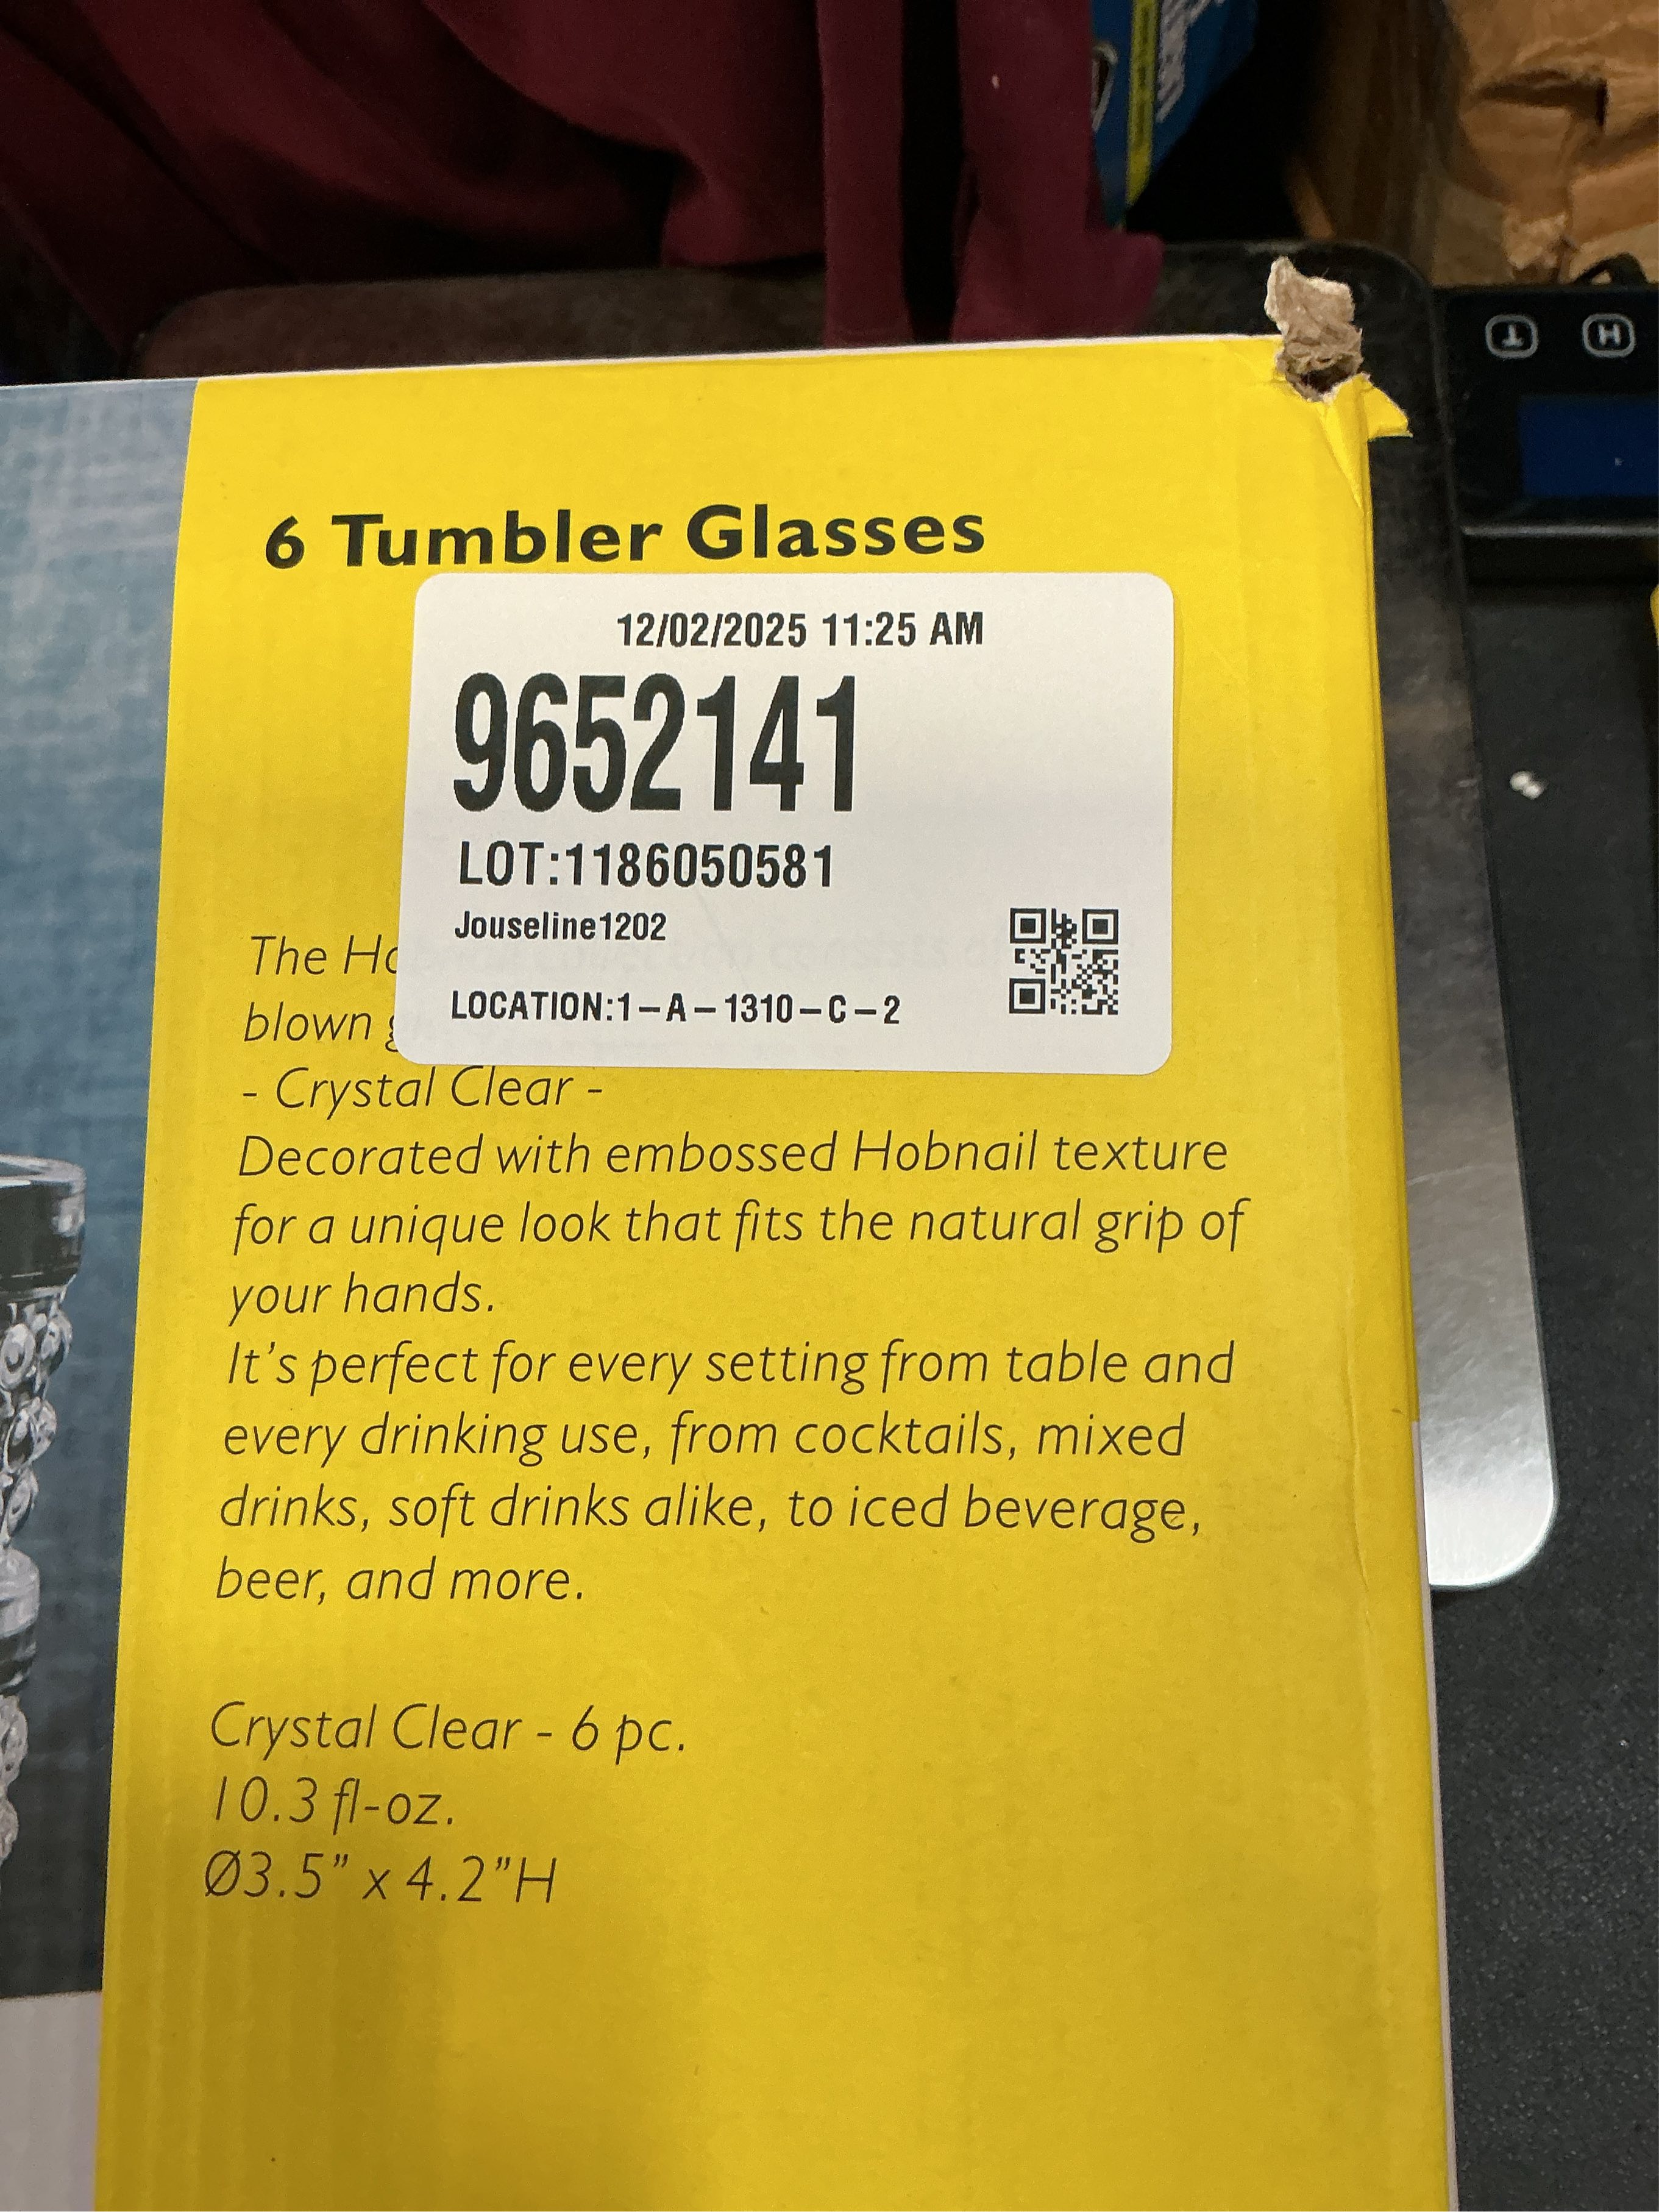 6 Tumbler Glasses
12/02/2025 11:25 AM
9652141
LOT:1186050581
Jouseline1202
LOCATION:1-A-1310-C-2
The
blown
- Crystal Clear -
Decorated with embossed Hobnail texture
for a unique look that fits the natural grip of
your hands.
It's perfect for every setting from table and
every drinking use, from cocktails, mixed
drinks, soft drinks alike, to iced beverage,
beer, and more.
Crystal Clear - 6 pc.
10.3 fl-oz.
Ø3.5” x 4.2”H